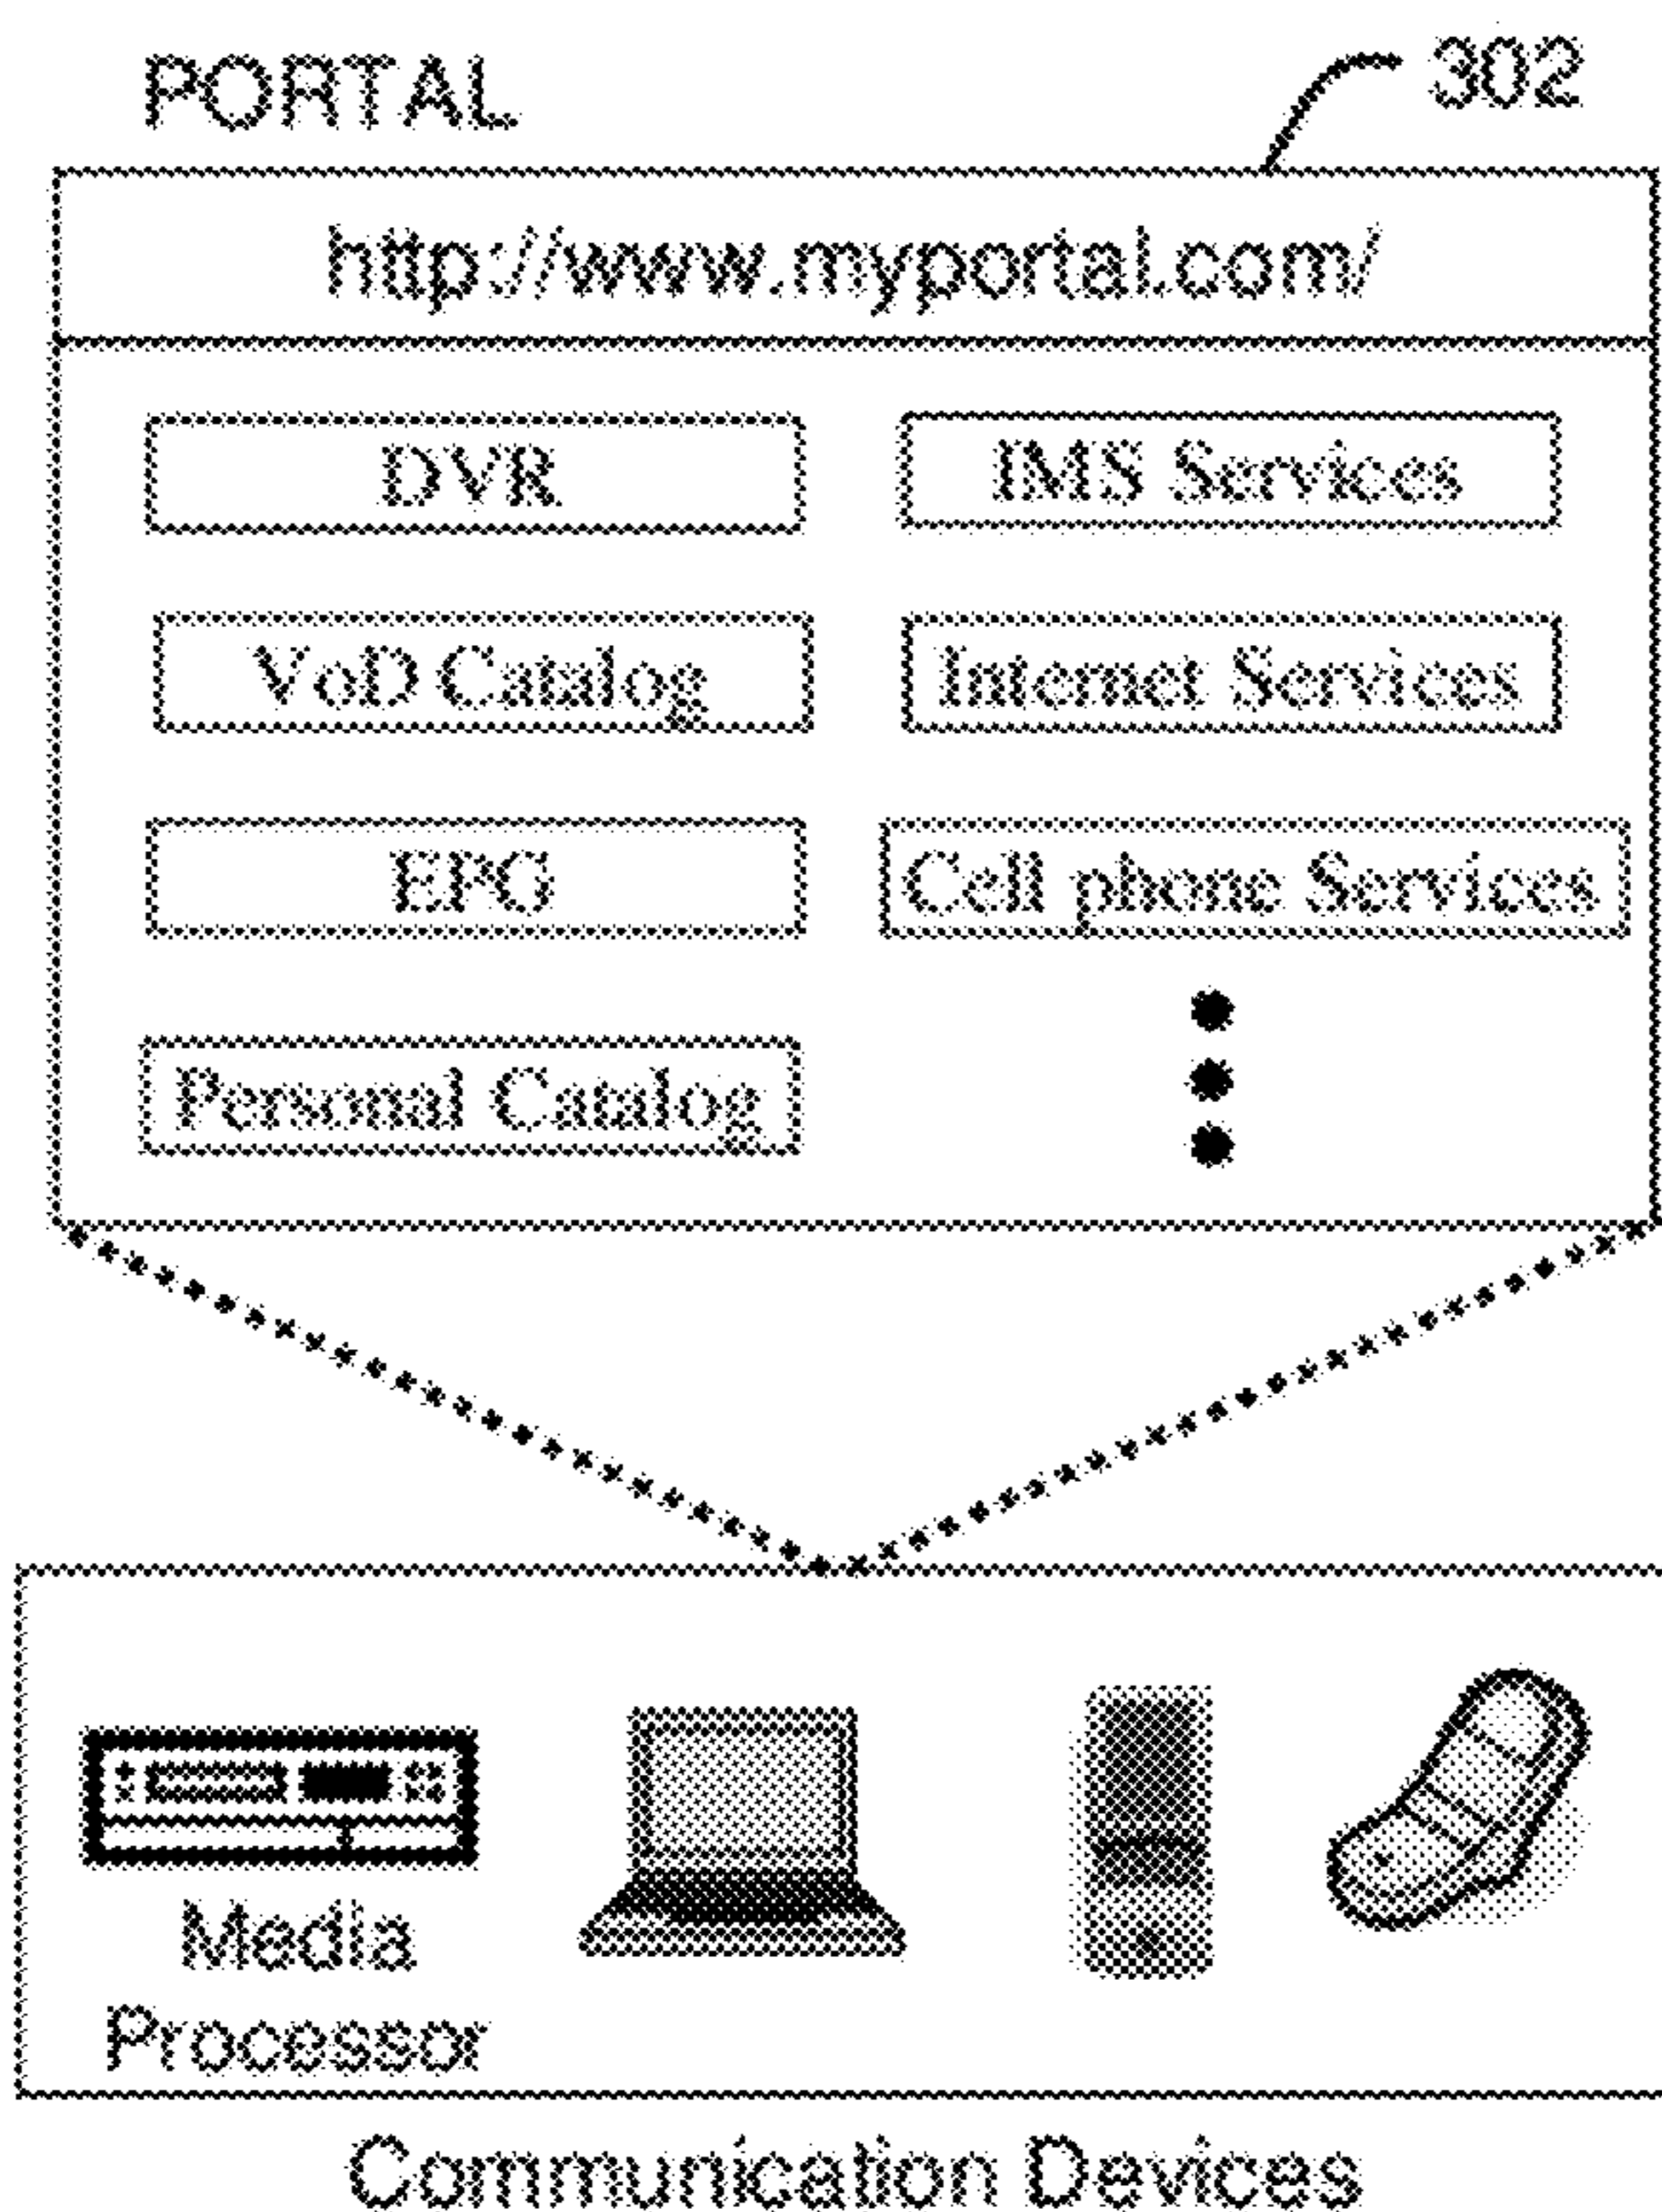 PORTAL
302
http://www.myportal.com/
DVR
IMS Services
VoD Catalog
Internet Services
EPG
Cell phone Services
Personal Catalog
Media
Processor
Communication Devices